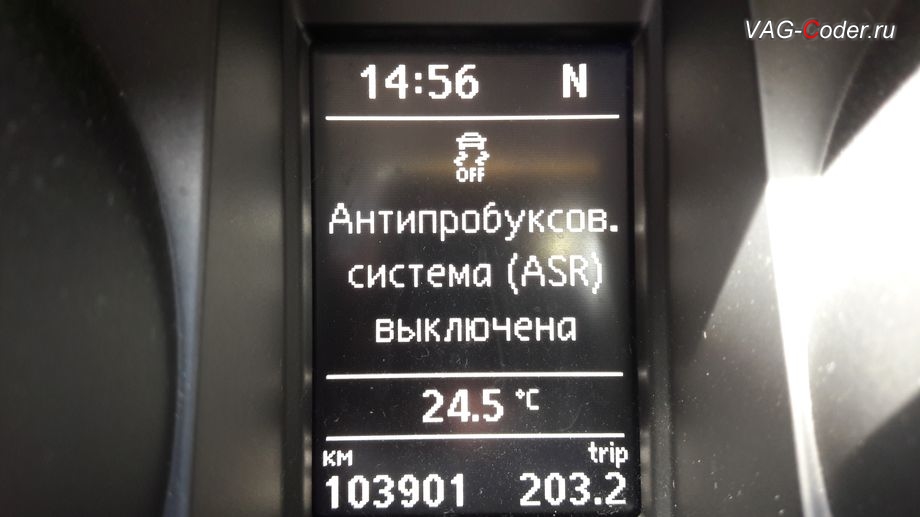 VAG-Coder.ru
14:56 N
OFF
Антипробуксов.
система (ASR)
выключена
24.5 °C
км trip
103901 203.2